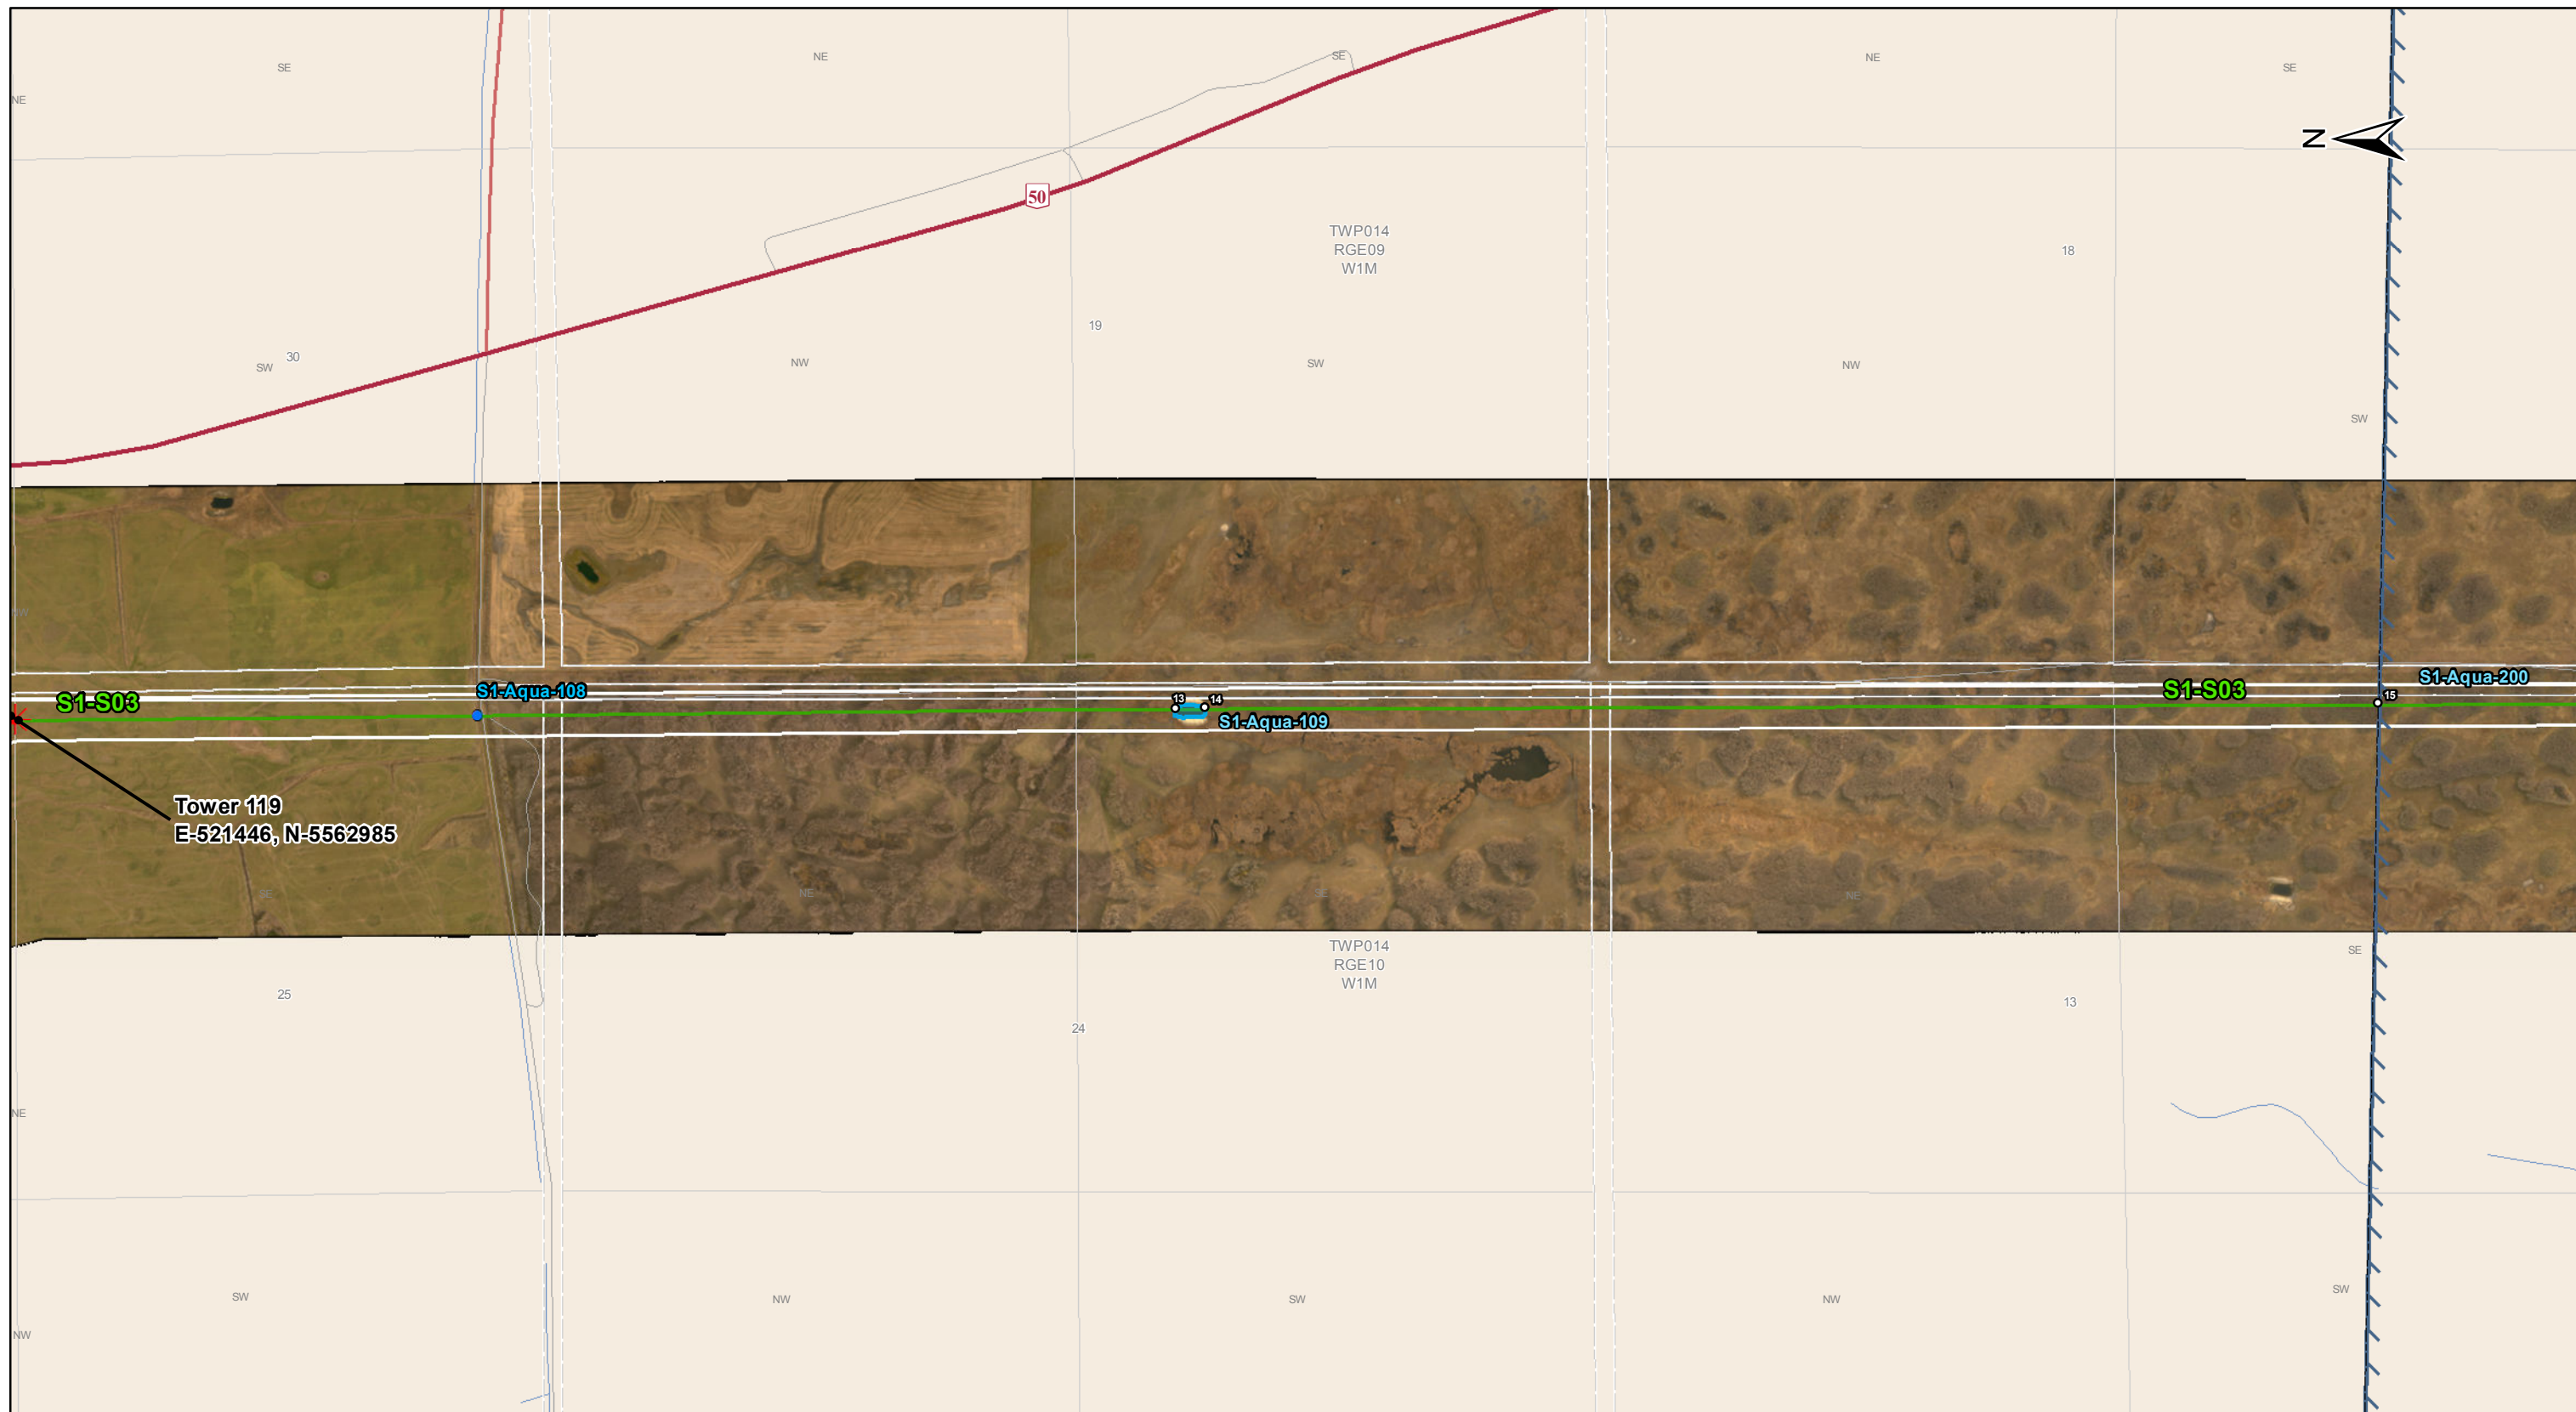 SE
NE
SE
NE
SE
NE
N
50
TWP014
RGE09
W1M
18
19
30
SW
NW
SW
NW
SW
NW
S1-S03
S1-Aqua-108
13
14
S1-Aqua-109
S1-S03
15
S1-Aqua-200
Tower 119
E-521446, N-5562985
SE
NE
SE
NE
TWP014
RGE10
W1M
SE
25
24
13
NE
SW
NW
SW
NW
SW
NW